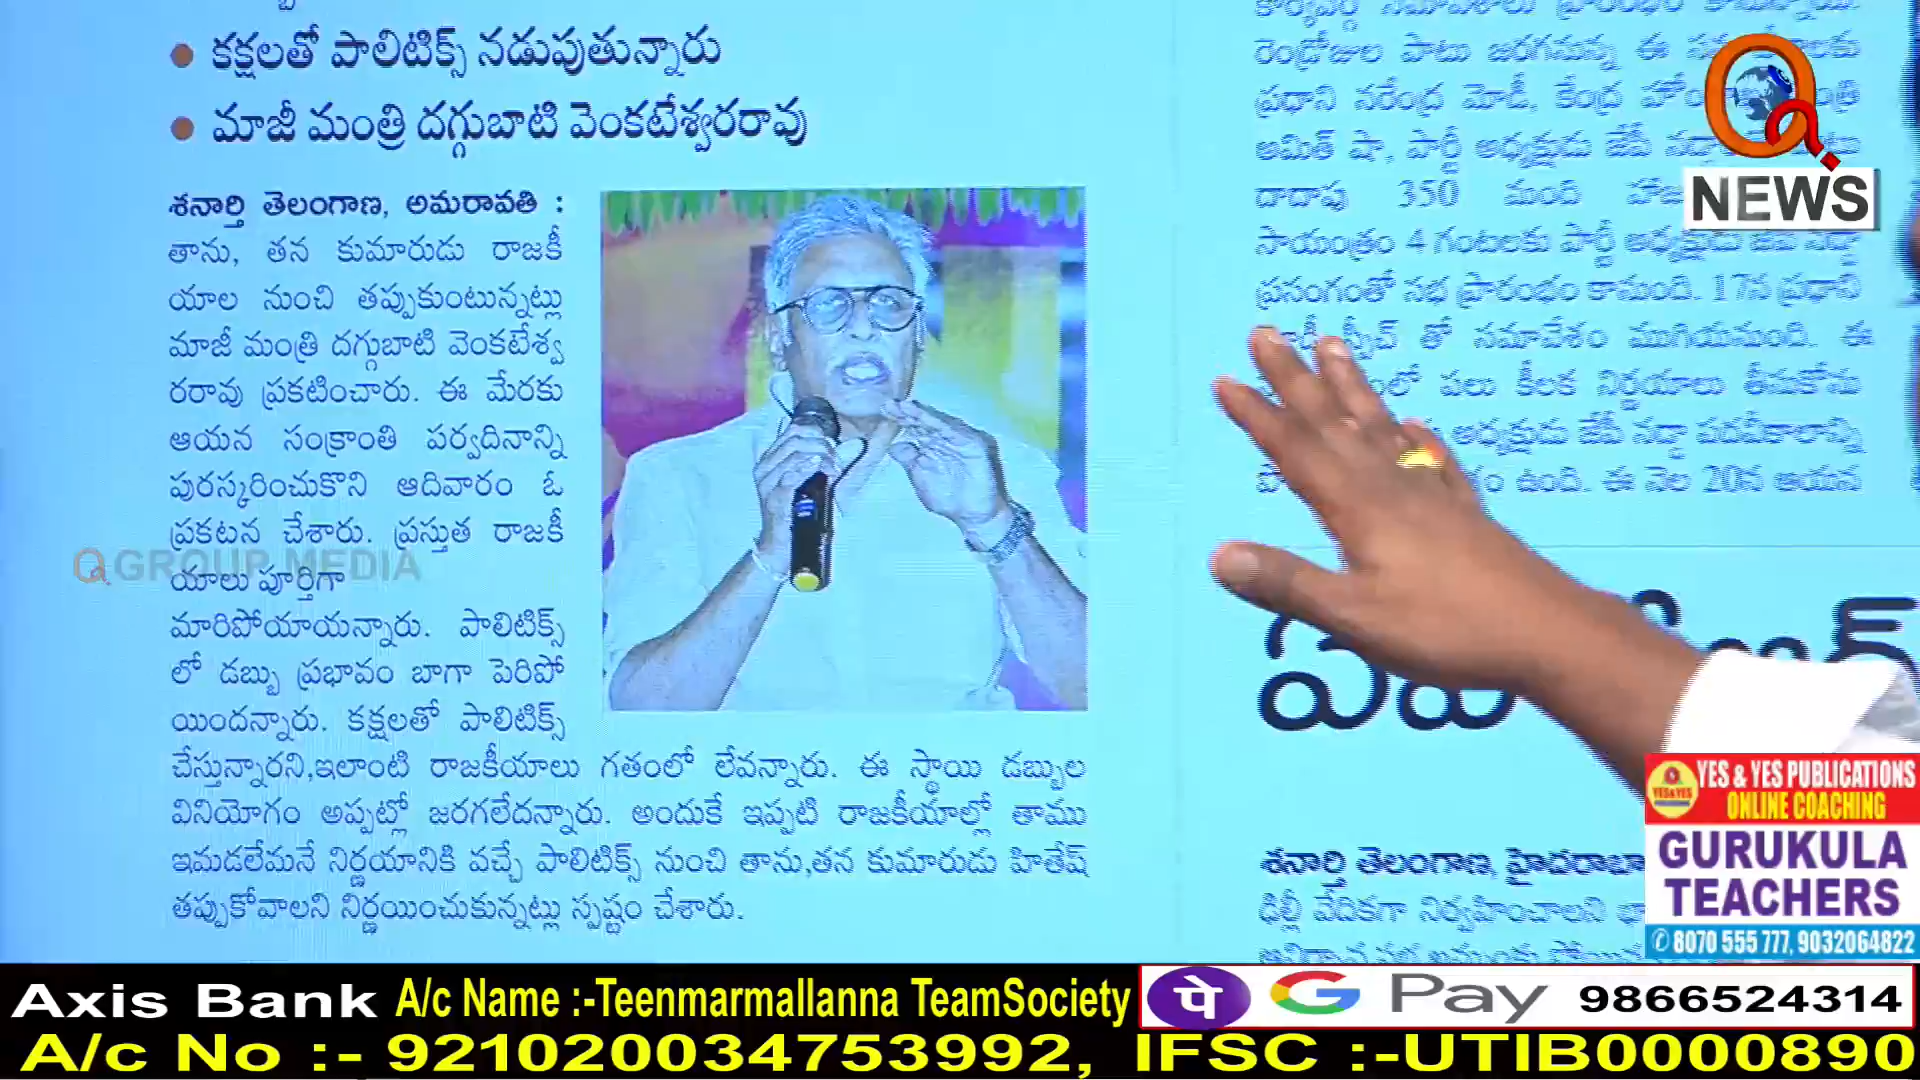 కక్షలతో పాలిటిక్స్ నడుపుతున్నారు
మాజీ మంత్రి దగ్గుబాటి వెంకటేశ్వరరావు
శనార్తి తెలంగాణ, అమరావతి :
తాను, తన కుమారుడు రాజకీ
యాల నుంచి తప్పుకుంటున్నట్లు
మాజీ మంత్రి దగ్గుబాటి వెంకటేశ్వ
రరావు ప్రకటించారు. ఈ మేరకు
ఆయన సంక్రాంతి పర్వదినాన్ని
పురస్కరించుకొని ఆదివారం ఓ
ప్రకటన చేశారు. ప్రస్తుత రాజకీ
యాలు పూర్తిగా
మారిపోయాయన్నారు. పాలిటిక్స్
లో డబ్బు ప్రభావం బాగా పెరిపో
యిందన్నారు. కక్షలతో పాలిటిక్స్
చేస్తున్నారని,ఇలాంటి రాజకీయాలు గతంలో లేవన్నారు. ఈ స్థాయి డబ్బుల
వినియోగం అప్పట్లో జరగలేదన్నారు. అందుకే ఇప్పటి రాజకీయాల్లో తాము
ఇమడలేమనే నిర్ణయానికి వచ్చే పాలిటిక్స్ నుంచి తాను,తన కుమారుడు హితేష్
తప్పుకోవాలని నిర్ణయించుకున్నట్లు స్పష్టం చేశారు.
Q GROUP MEDIA
రెండ్రోజుల పాటు జరగనున్న ఈ
ప్రధాని నరేంద్ర మోడీ, కేంద్ర
అమిత్ షా, పార్టీ అధ్యక్షుడు జేపీ
దాదాపు 350 మంది
సాయంత్రం 4 గంటలకు పార్టీ అధ్యక్షుడు జేపీ నడ్డా
ప్రసంగంతో సభ ప్రారంభం కానుంది. 17న ప్రధాని
స్పీచ్ తో సమావేశం ముగియనుంది. ఈ
పలు కీలక నిర్ణయాలు తీసుకోను
అధ్యక్షుడు జేపీ నడ్డా పదవీకాలాన్ని
ఉంది. ఈ నెల 20న ఆయన
శనార్తి తెలంగాణ, హైదరాబా
ఢిల్లీ వేదికగా నిర్వహించాలని
Q
NEWS
YES & YES PUBLICATIONS
ONLINE COACHING
GURUKULA
TEACHERS
8070 555 777, 9032064822
Axis Bank A/c Name :-Teenmarmallanna TeamSociety
पे G Pay 9866524314
A/c No :- 921020034753992, IFSC :-UTIB0000890